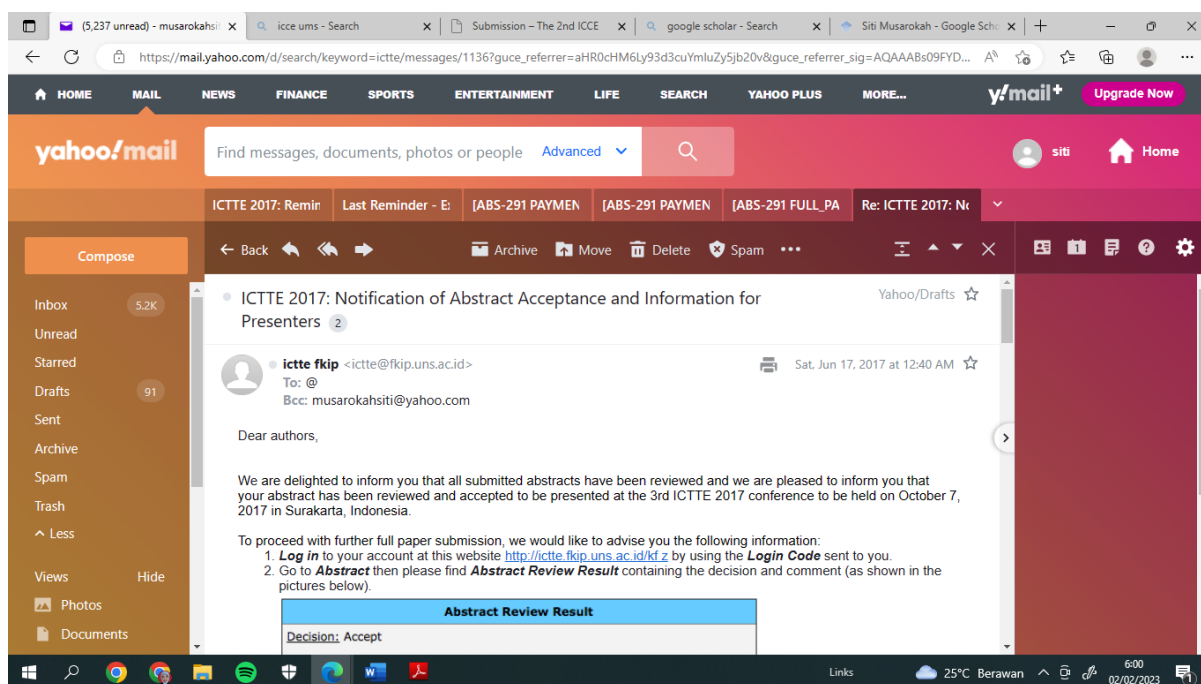 (5,237 unread) - musarokahsit
icce ums - Search
Submission – The 2nd ICCE
google scholar - Search
Siti Musarokah - Google Scho
https://mail.yahoo.com/d/search/keyword=ictte/messages/1136?guce_referrer=aHR0cHM6Ly93d3cuYmluZy5jb20v&guce_referrer_sig=AQAAABs09FYD...
HOME MAIL NEWS FINANCE SPORTS ENTERTAINMENT LIFE SEARCH YAHOO PLUS MORE... y!mail+ Upgrade Now
yahoo!mail
Find messages, documents, photos or people Advanced
siti Home
ICTTE 2017: Remin Last Reminder - E: [ABS-291 PAYMEN [ABS-291 PAYMEN [ABS-291 FULL_PA Re: ICTTE 2017: No
Compose
Back Archive Move Delete Spam
Inbox 5.2K
Unread
Starred
Drafts 91
Sent
Archive
Spam
Trash
Less
Views Hide
Photos
Documents
ICTTE 2017: Notification of Abstract Acceptance and Information for
Presenters 2
Yahoo/Drafts
ictte fkip <ictte@fkip.uns.ac.id>
Sat, Jun 17, 2017 at 12:40 AM
To: @
Bcc: musarokahsiti@yahoo.com
Dear authors,
We are delighted to inform you that all submitted abstracts have been reviewed and we are pleased to inform you that
your abstract has been reviewed and accepted to be presented at the 3rd ICTTE 2017 conference to be held on October 7,
2017 in Surakarta, Indonesia.
To proceed with further full paper submission, we would like to advise you the following information:
1. Log in to your account at this website http://ictte.fkip.uns.ac.id/kf z by using the Login Code sent to you.
2. Go to Abstract then please find Abstract Review Result containing the decision and comment (as shown in the
pictures below).
Abstract Review Result
Decision: Accept
Links
25°C Berawan
6:00
02/02/2023